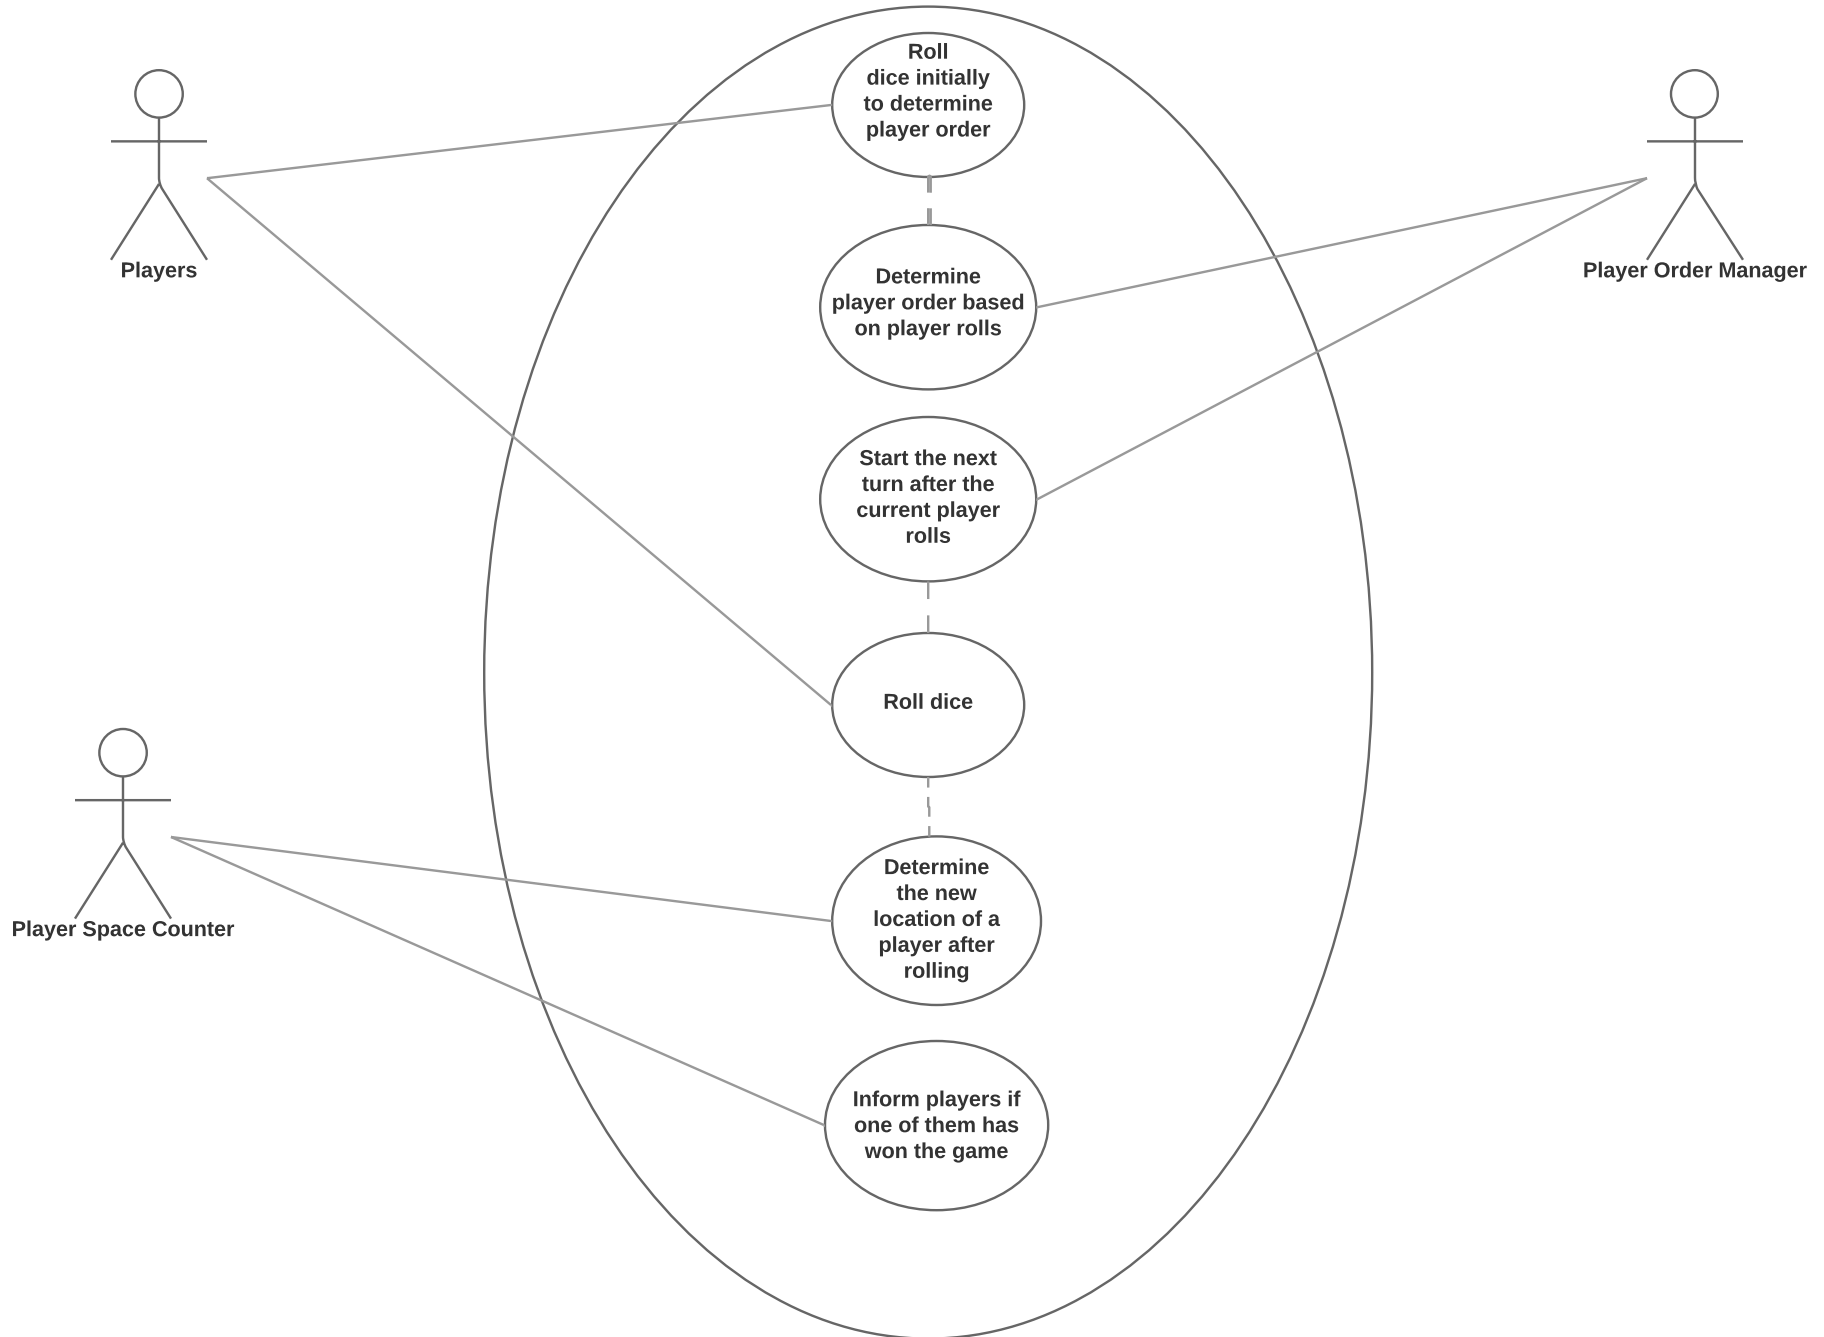 Roll
dice initially
to determine
player order
Players
Player Order Manager
Determine
player order based
on player rolls
Start the next
turn after the
current player
rolls
Roll dice
Player Space Counter
Determine
the new
location of a
player after
rolling
Inform players if
one of them has
won the game